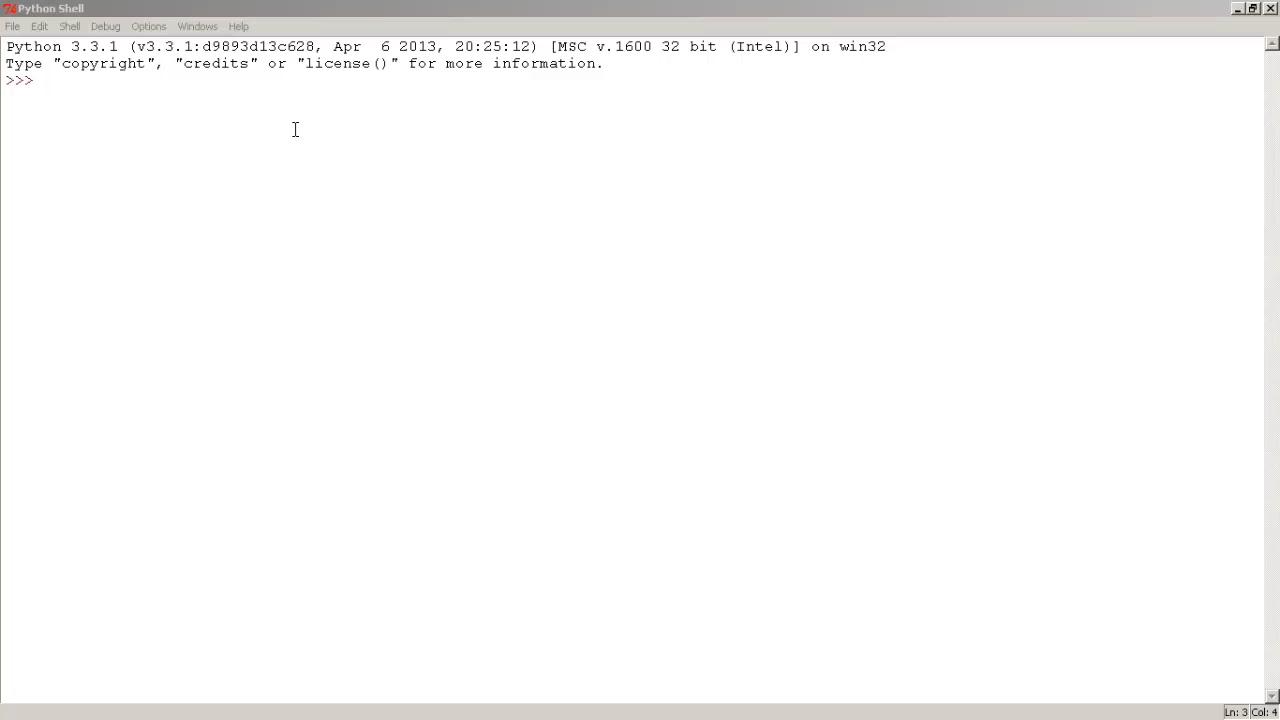 Python Shell
File Edit Shell Debug Options Windows Help
Python 3.3.1 (v3.3.1:d9893d13c628, Apr  6 2013, 20:25:12) [MSC v.1600 32 bit (Intel)] on win32
Type "copyright", "credits" or "license()" for more information.
>>>
Ln: 3 Col: 4